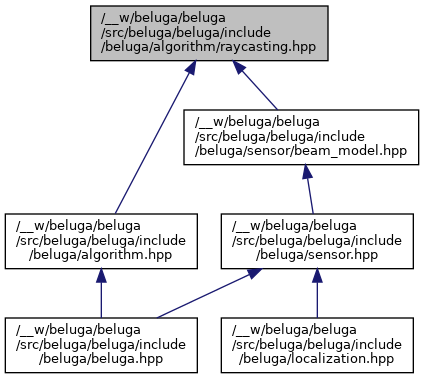 /__w/beluga/beluga
/src/beluga/beluga/include
/beluga/algorithm/raycasting.hpp
/__w/beluga/beluga
/src/beluga/beluga/include
/beluga/sensor/beam_model.hpp
/__w/beluga/beluga
/src/beluga/beluga/include
/beluga/algorithm.hpp
/__w/beluga/beluga
/src/beluga/beluga/include
/beluga/sensor.hpp
/__w/beluga/beluga
/src/beluga/beluga/include
/beluga/beluga.hpp
/__w/beluga/beluga
/src/beluga/beluga/include
/beluga/localization.hpp